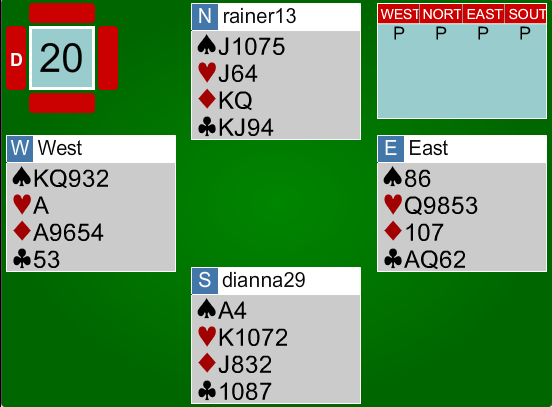 D
20
N rainer13
♠J1075
♥J64
♦KQ
♣KJ94
WEST NORT EAST SOUT
P P P P
W West
♠KQ932
♥A
♦A9654
♣53
E East
♠86
♥Q9853
♦107
♣AQ62
S dianna29
♠A4
♥K1072
♦J832
♣1087